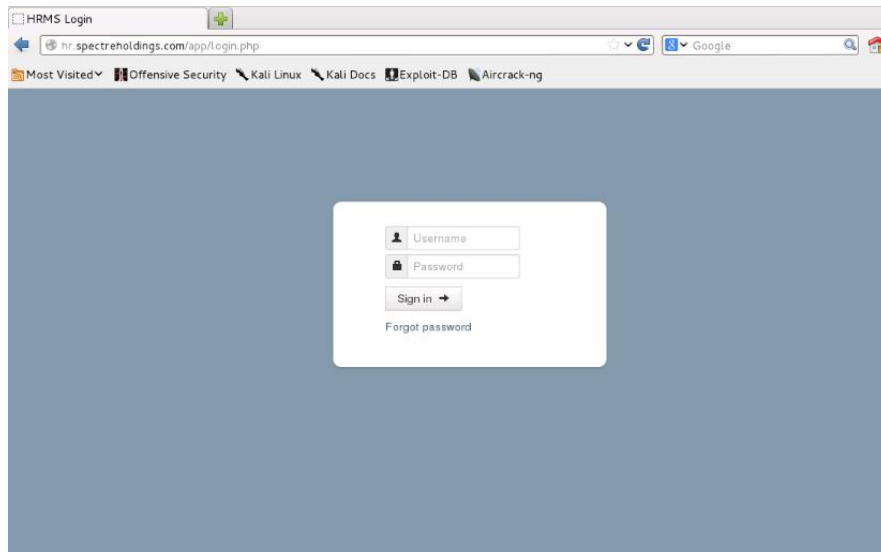 HRMS Login
hr.spectreholdings.com/app/login.php
Google
Most Visited Offensive Security Kali Linux Kali Docs Exploit-DB Aircrack-ng
Username
Password
Sign in
Forgot password